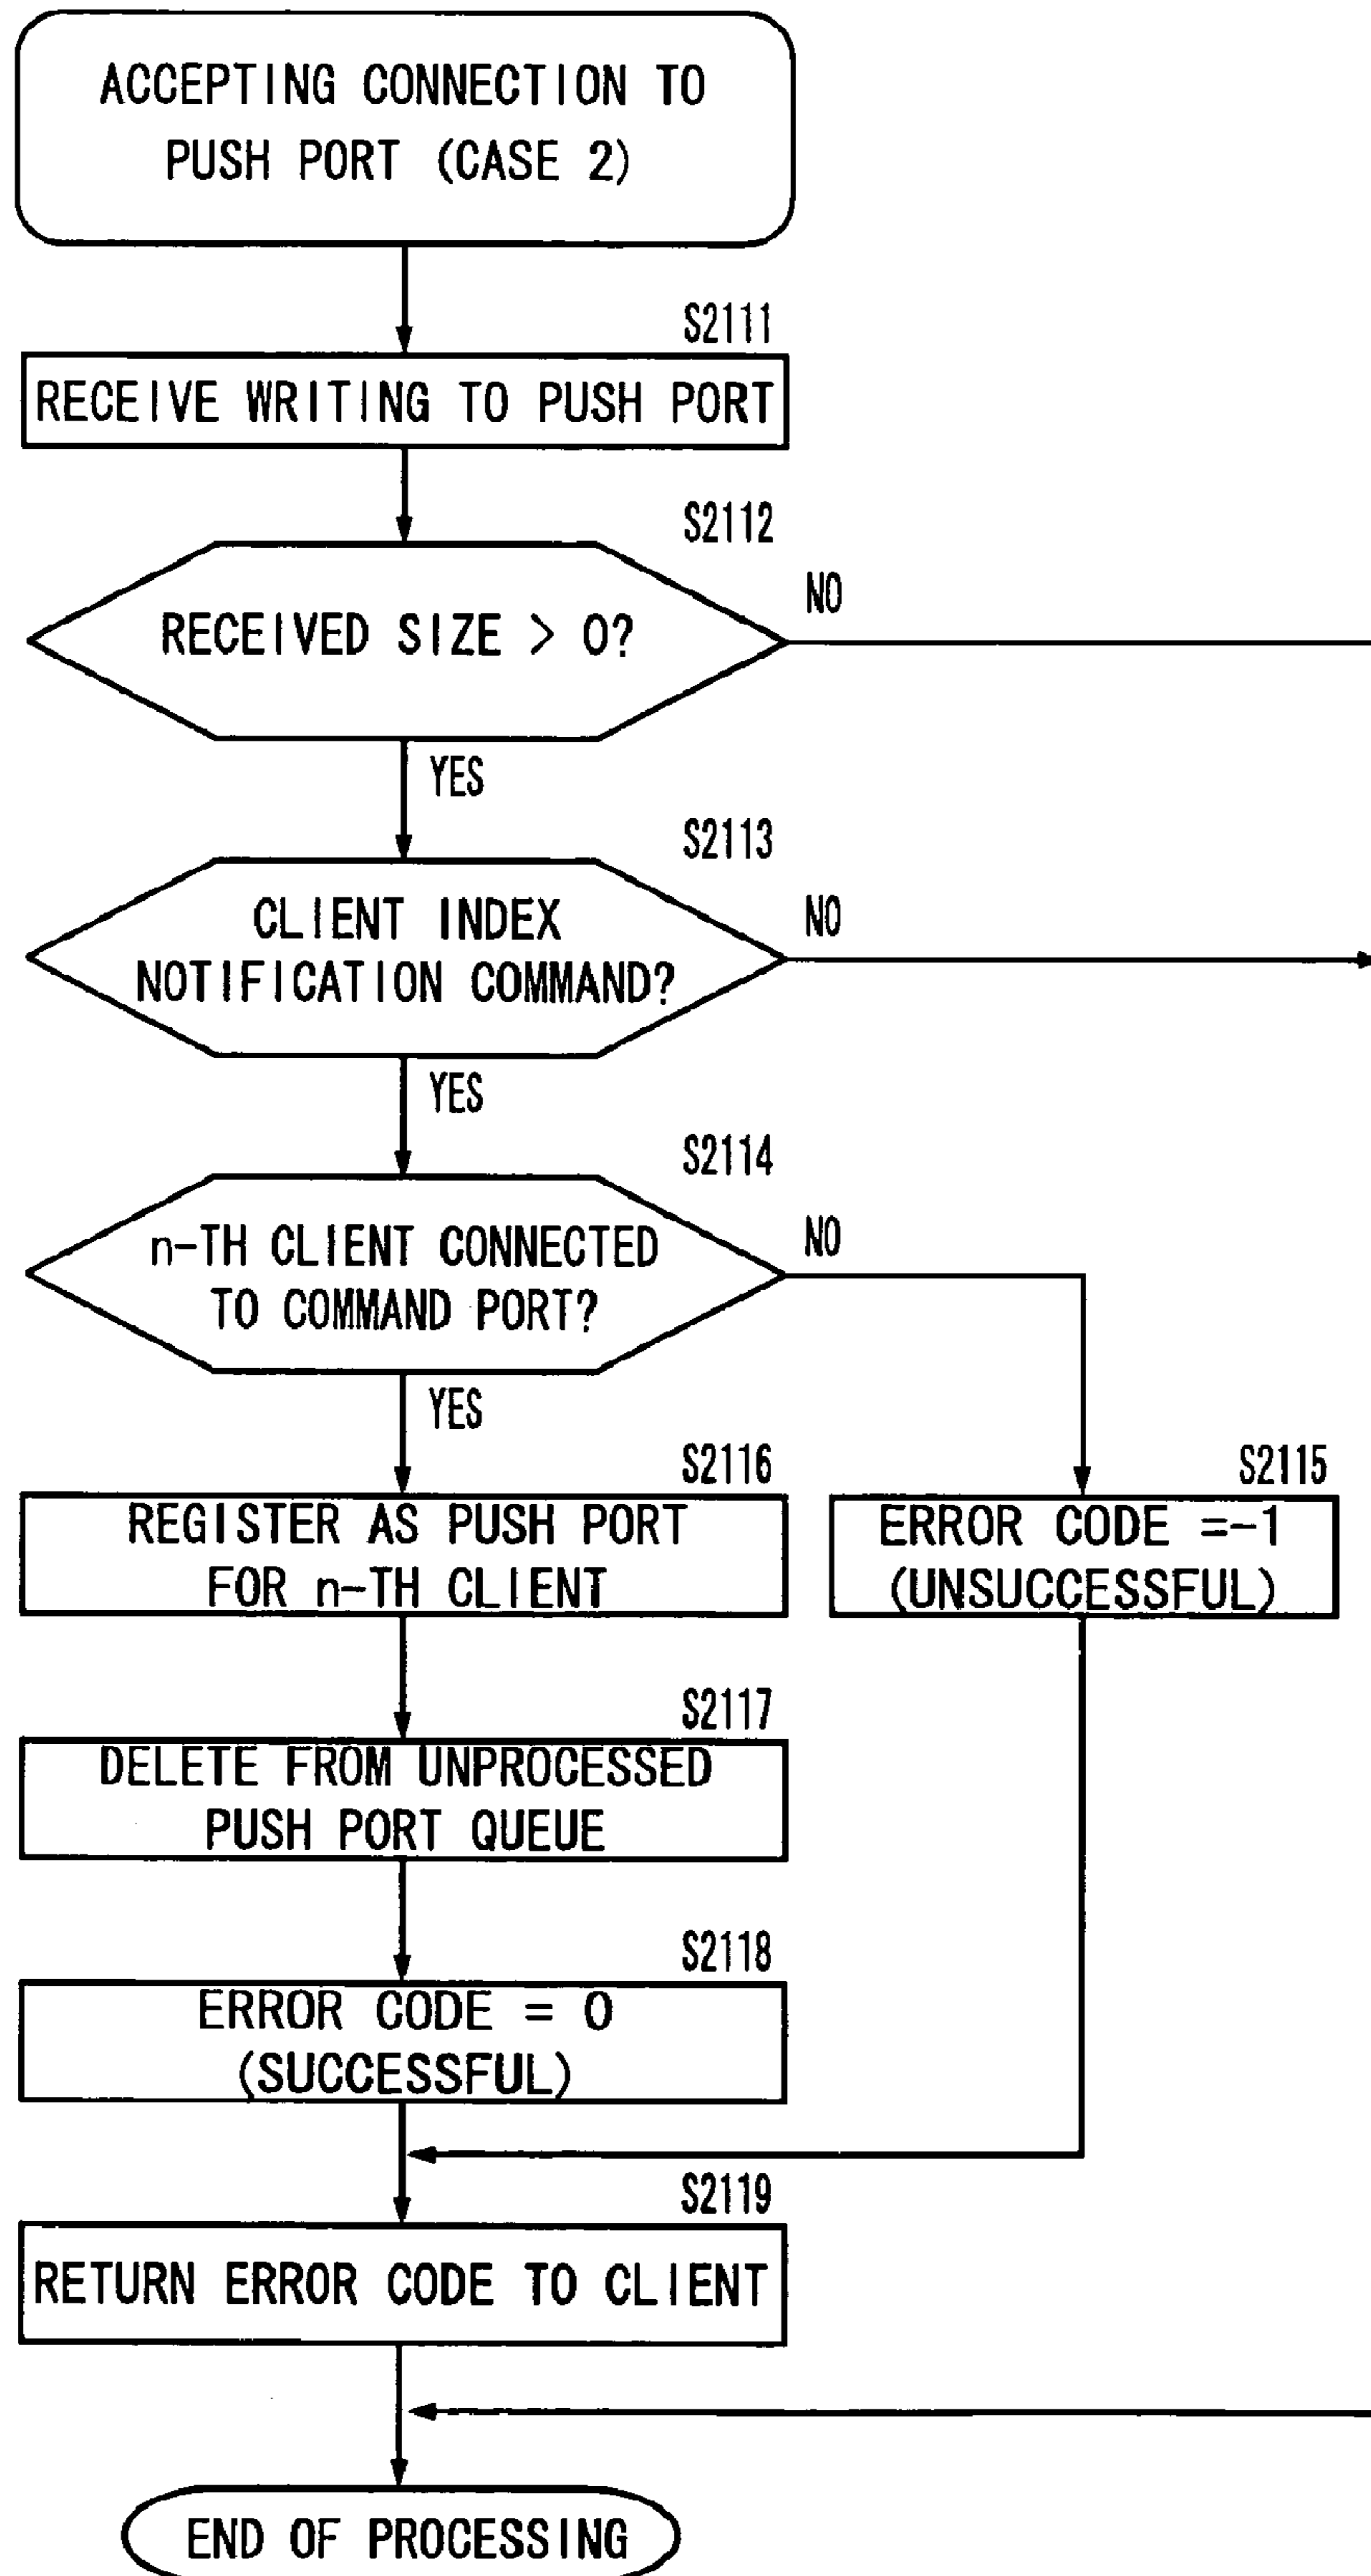 ACCEPTING CONNECTION TO
PUSH PORT (CASE 2)
S2111
RECEIVE WRITING TO PUSH PORT
S2112
RECEIVED SIZE > 0?
NO
YES
S2113
CLIENT INDEX
NOTIFICATION COMMAND?
NO
YES
S2114
n-TH CLIENT CONNECTED
TO COMMAND PORT?
NO
YES
S2116
REGISTER AS PUSH PORT
FOR n-TH CLIENT
S2115
ERROR CODE =-1
(UNSUCCESSFUL)
S2117
DELETE FROM UNPROCESSED
PUSH PORT QUEUE
S2118
ERROR CODE = 0
(SUCCESSFUL)
S2119
RETURN ERROR CODE TO CLIENT
END OF PROCESSING